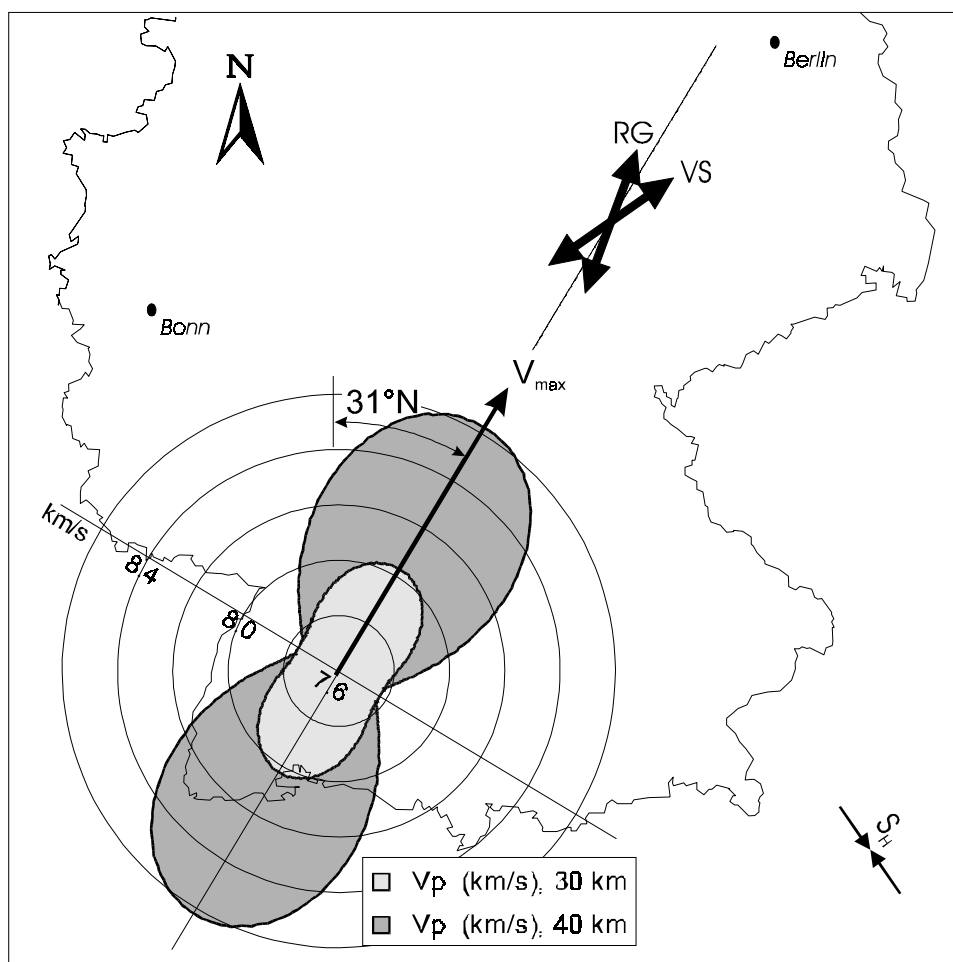 Berlin
N
RG
VS
Bonn
Vmax
31°N
km/s
8.4
8.0
7.6
SH
Vp (km/s), 30 km
Vp (km/s), 40 km